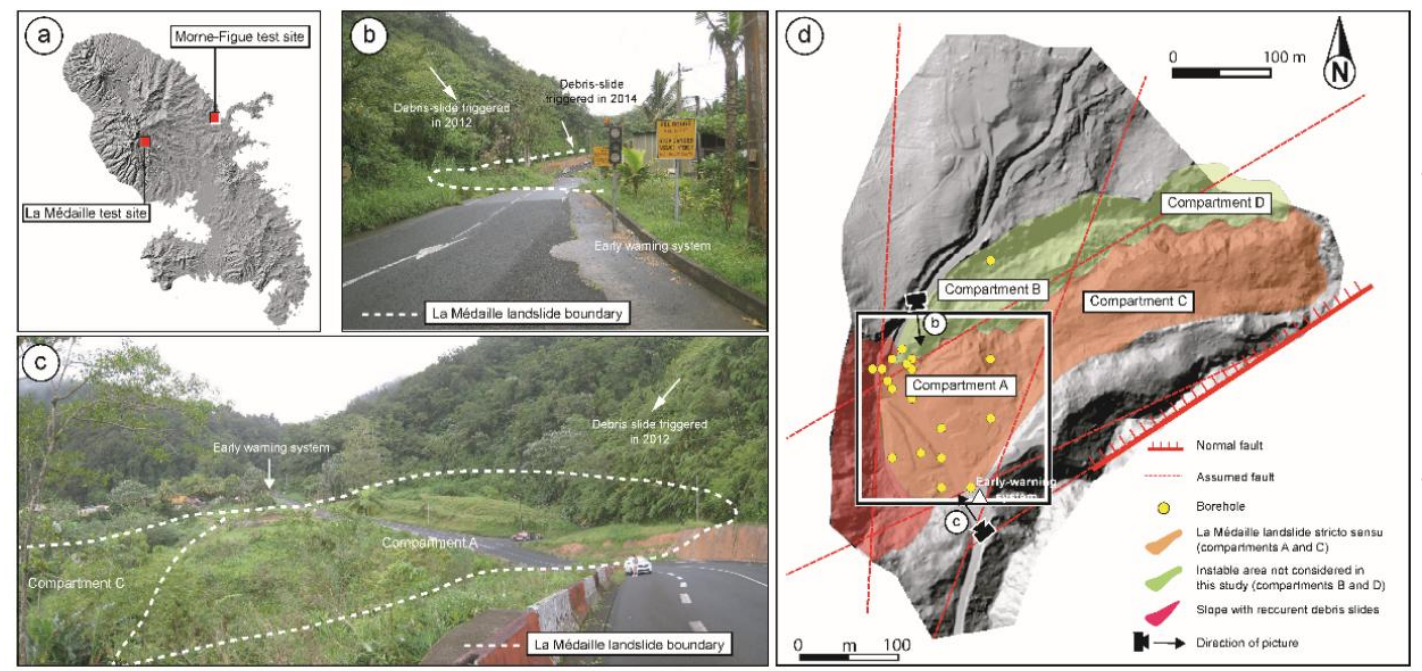 a
Morne-Figue test site
La Médaille test site
b
Debris-slide triggered
in 2012
Debris-slide
triggered in 2014
Early warning system
La Médaille landslide boundary
c
Early warning system
Debris slide triggered
in 2012
Compartment A
Compartment C
La Médaille landslide boundary
d
0 100 m
N
Compartment D
Compartment B
Compartment C
b
Compartment A
Early-warning
system
c
Normal fault
Assumed fault
Borehole
La Médaille landslide stricto sensu
(compartments A and C)
Instable area not considered in
this study (compartments B and D)
Slope with reccurent debris slides
Direction of picture
0 m 100